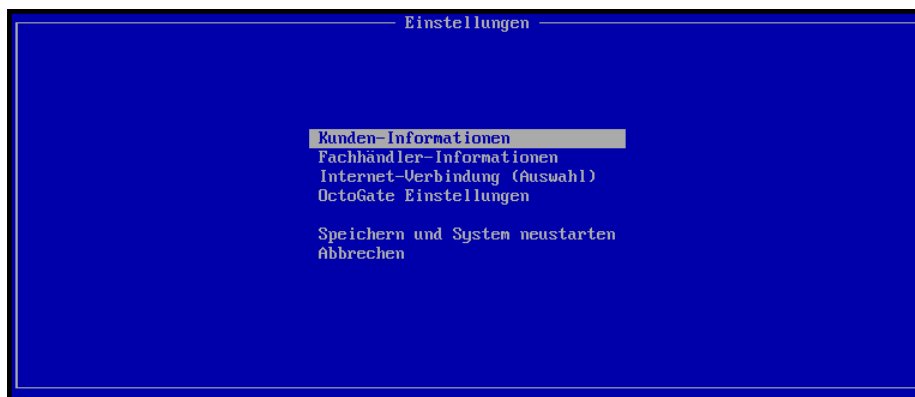 Einstellungen
Kunden-Informationen
Fachhändler-Informationen
Internet-Verbindung (Auswahl)
OctoGate Einstellungen
Speichern und System neustarten
Abbrechen